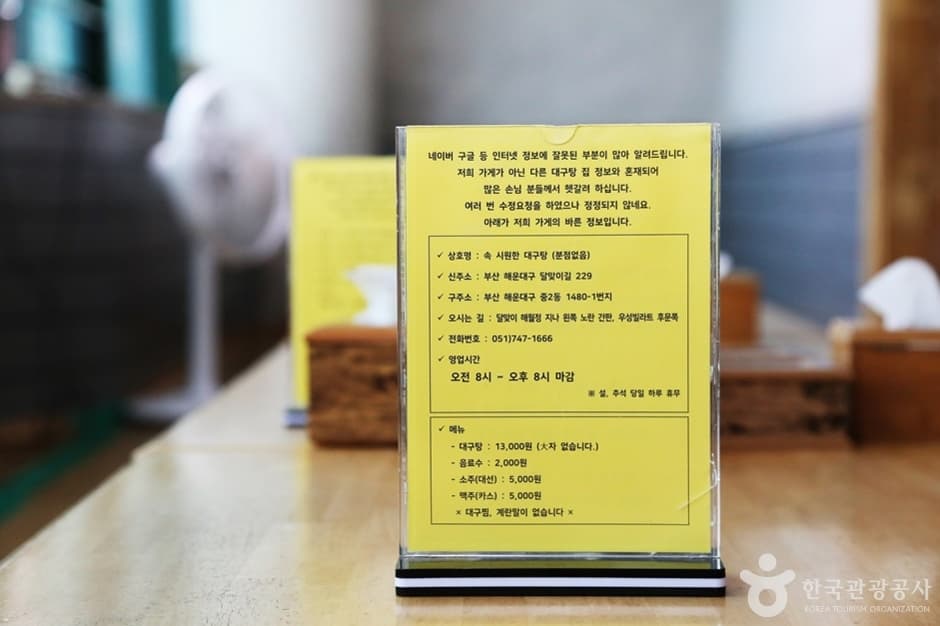 네이버 구글 등 인터넷 정보에 잘못된 부분이 많아 알려드립니다.
저희 가게가 아닌 다른 대구탕 집 정보와 혼재되어
많은 손님 분들께서 헷갈려 하십니다.
여러 번 수정요청을 하였으나 정정되지 않네요.
아래가 저희 가게의 바른 정보입니다.
✓ 상호명 : 속 시원한 대구탕 (분점없음)
✓ 신주소 : 부산 해운대구 달맞이길 229
✓ 구주소 : 부산 해운대구 중2동 1480-1번지
✓ 오시는 길 : 달맞이 해월정 지나 왼쪽 노란 간판, 우성빌라트 후문쪽
✓ 전화번호 : 051)747-1666
✓ 영업시간
오전 8시 – 오후 8시 마감
※ 설, 추석 당일 하루 휴무
✓ 메뉴
- 대구탕 : 13,000원 (大자 없습니다.)
- 음료수 : 2,000원
- 소주(대선) : 5,000원
- 맥주(카스) : 5,000원
× 대구찜, 계란말이 없습니다 ×
한국관광공사
KOREA TOURISM ORGANIZATION